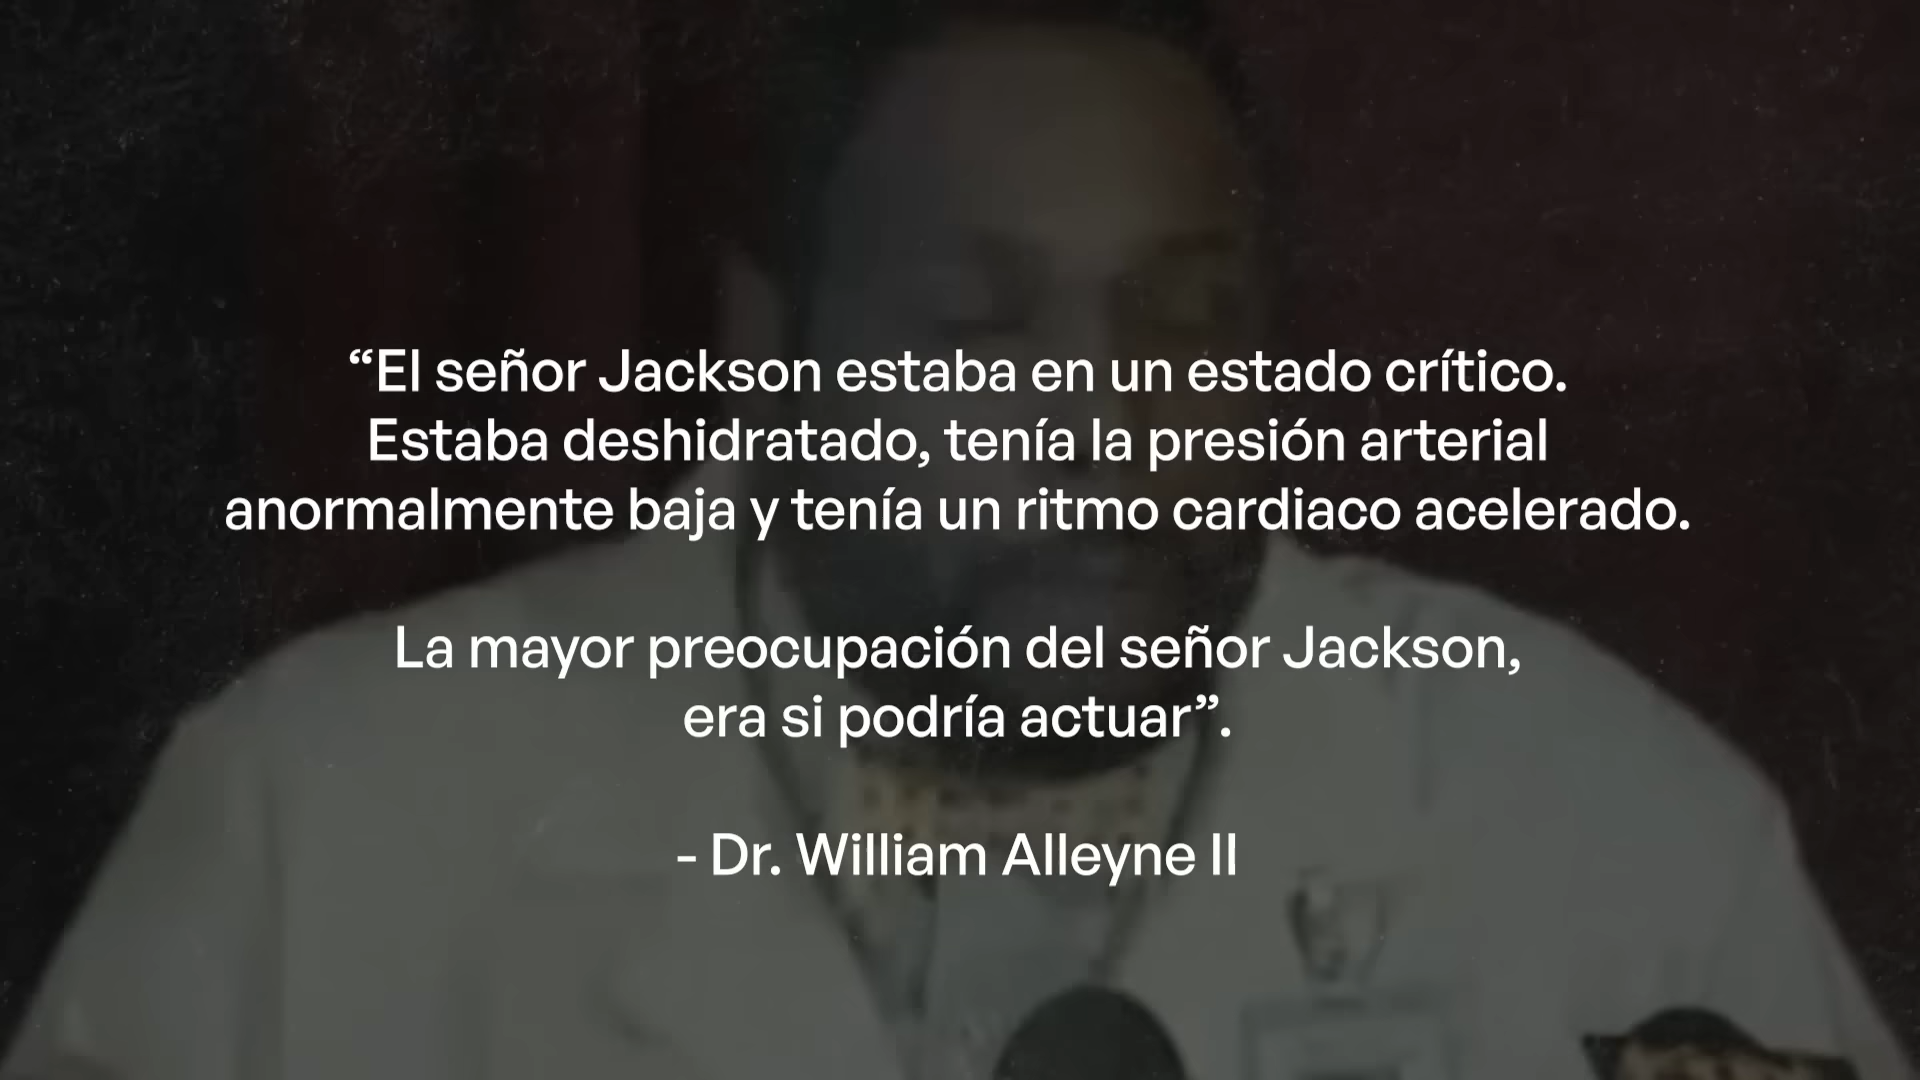 “El señor Jackson estaba en un estado crítico.
Estaba deshidratado, tenía la presión arterial
anormalmente baja y tenía un ritmo cardiaco acelerado.
La mayor preocupación del señor Jackson,
era si podría actuar”.
- Dr. William Alleyne II